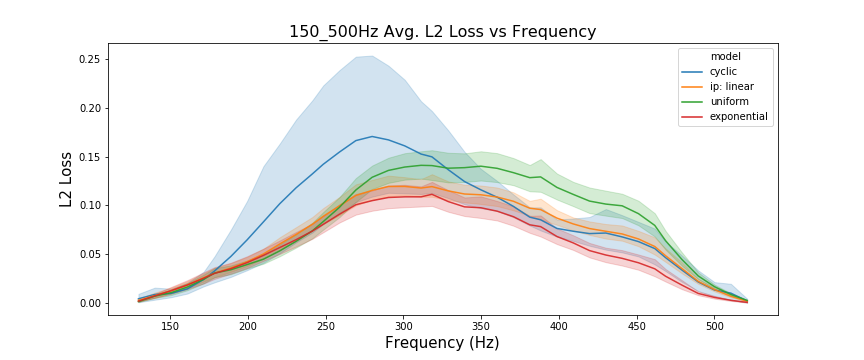 150_500Hz Avg. L2 Loss vs Frequency
model
cyclic
ip: linear
uniform
exponential
L2 Loss
0.25
0.20
0.15
0.10
0.05
0.00
150 200 250 300 350 400 450 500
Frequency (Hz)